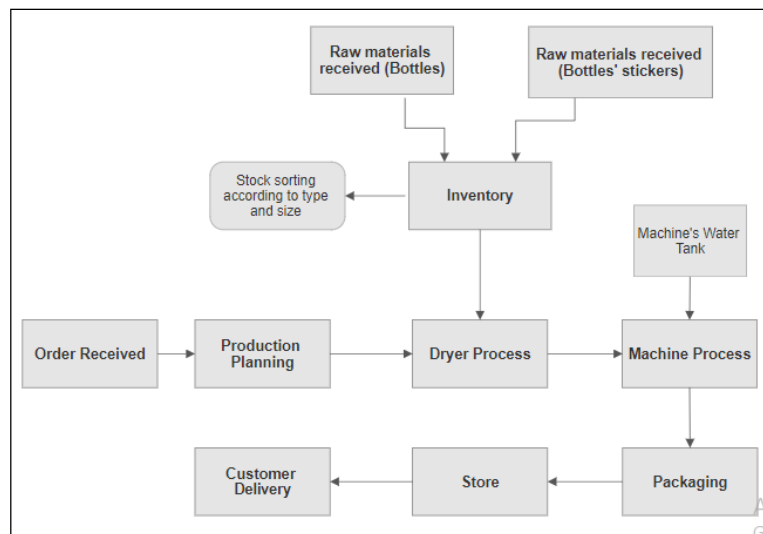 Raw materials
received (Bottles)
Raw materials received
(Bottles' stickers)
Stock sorting
according to type
and size
Inventory
Machine's Water
Tank
Order Received
Production
Planning
Dryer Process
Machine Process
Customer
Delivery
Store
Packaging